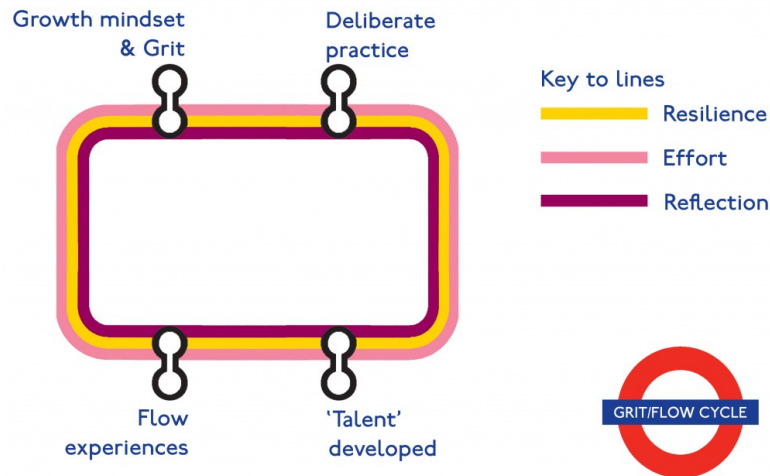 Growth mindset
& Grit
Deliberate
practice
Key to lines
Resilience
Effort
Reflection
Flow
experiences
'Talent'
developed
GRIT/FLOW CYCLE